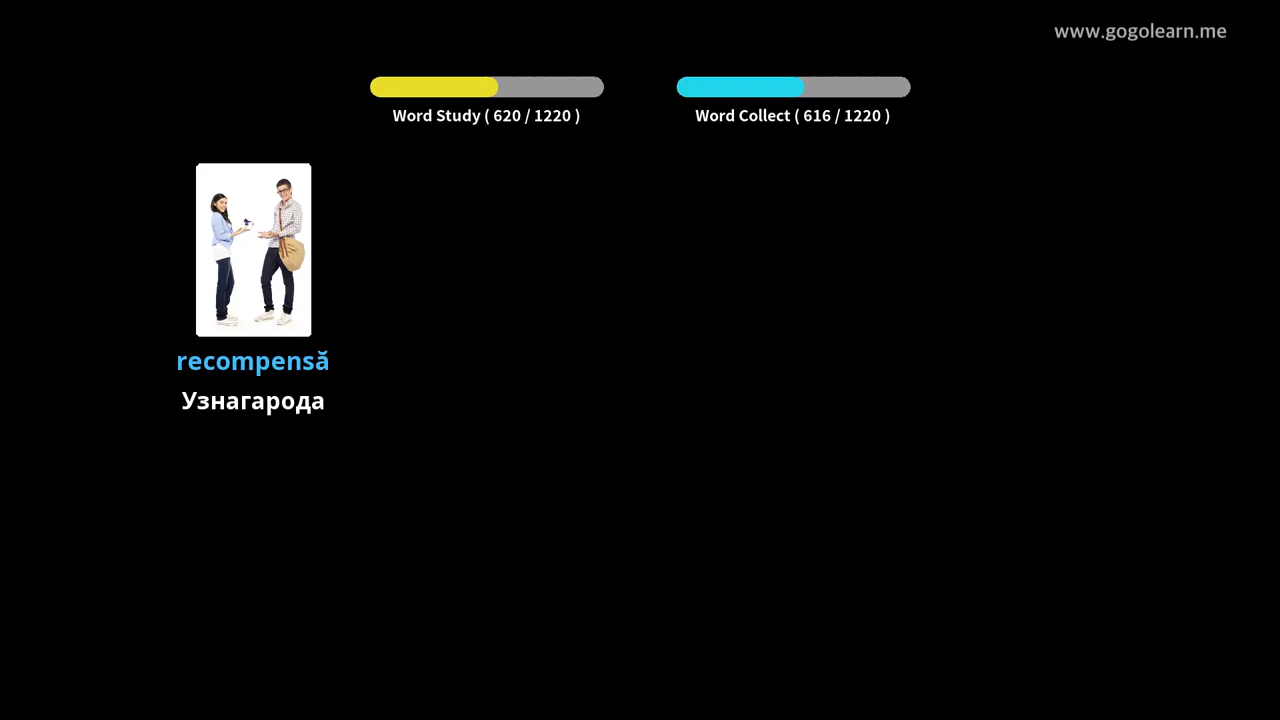 www.gogolearn.me
Word Study ( 620 / 1220 )
Word Collect ( 616 / 1220 )
recompensă
Узнагарода